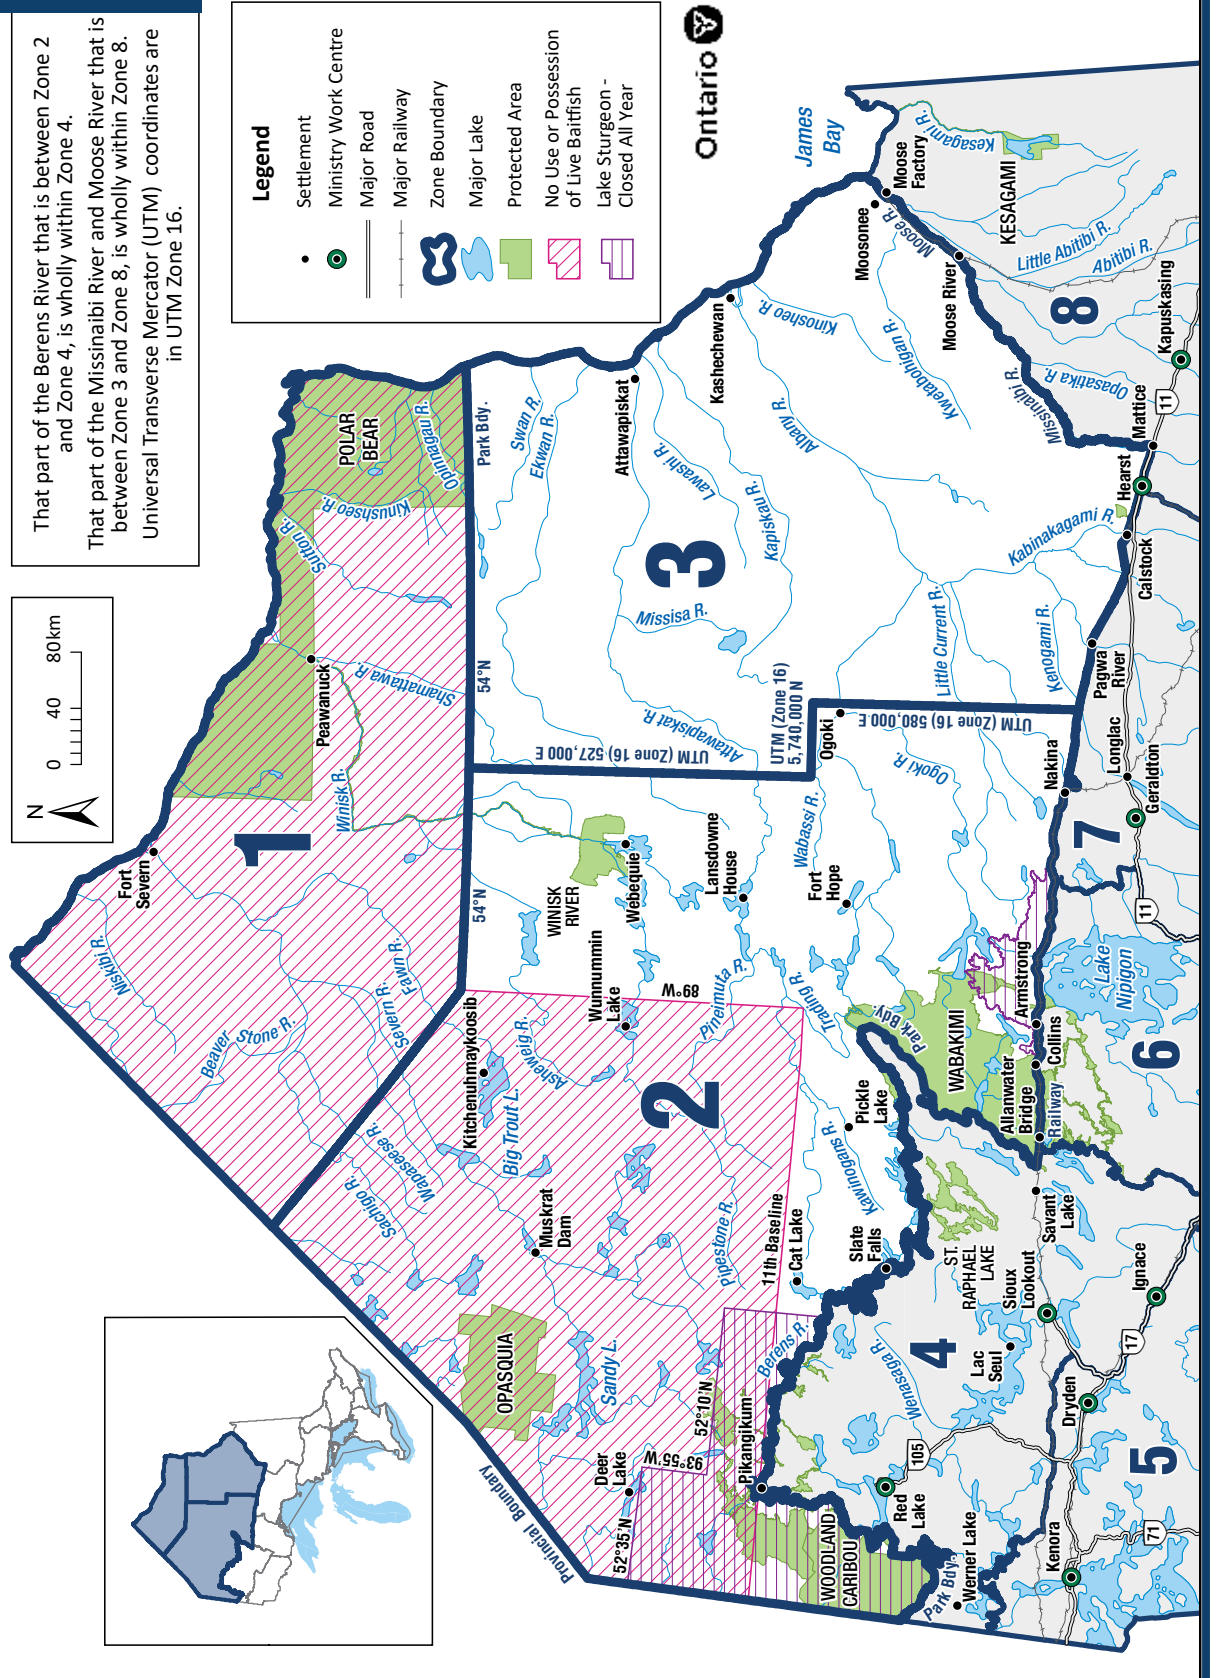 That part of the Berens River that is between Zone 2
and Zone 4, is wholly within Zone 4.
That part of the Missinaibi River and Moose River that is
between Zone 3 and Zone 8, is wholly within Zone 8.
Universal Transverse Mercator (UTM) coordinates are
in UTM Zone 16.
N
0 40 80km
Legend
Settlement
Ministry Work Centre
Major Road
Major Railway
Zone Boundary
Major Lake
Protected Area
No Use or Possession
of Live Baitfish
Lake Sturgeon -
Closed All Year
Ontario
James
Bay
1
Fort
Severn
Niskibi R.
Beaver
Stone R.
Severn R.
Fawn R.
Winisk R.
Peawanuck
Shamattawa R.
Sutton R.
Kinushseo R.
POLAR
BEAR
Opinnagau R.
Park Bdy.
54°N
54°N
2
Sachigo R.
Wapaseese R.
Kitchenuhmaykoosib
Big Trout L.
Asheweig R.
Wunnummin
Lake
89°W
Pineimuta R.
WINISK
RIVER
Webequie
Lansdowne
House
Fort
Hope
Wabassi R.
Trading R.
Ogoki R.
Ogoki
Muskrat
Dam
OPASQUIA
Sandy L.
Deer
Lake
Provincial Boundary
52°35'N
93°55'W
52°10'N
Pikangikum
Berens R.
Pipestone R.
11th Baseline
Cat Lake
Kawinogans R.
Pickle
Lake
Slate
Falls
Park Bdy.
WABAKIMI
Armstrong
Allanwater
Bridge
Collins
Railway
Nakina
UTM (Zone 16) 527,000 E
UTM (Zone 16)
5,740,000 N
UTM (Zone 16) 580,000 E
3
Swan R.
Ekwan R.
Attawapiskat
Lawashi R.
Kapiskau R.
Missisa R.
Attawapiskat R.
Kashechewan
Kinosheo R.
Albany R.
Kwetabohigan R.
Little Current R.
Kenogami R.
Kabinakagami R.
Moosonee
Moose R.
Moose River
Missinaibi R.
Moose
Factory
Kesagami R.
KESAGAMI
Little Abitibi R.
Abitibi R.
8
Opasatika R.
Kapuskasing
11
Mattice
Hearst
Calstock
Pagwa
River
Longlac
Geraldton
7
11
Lake
Nipigon
6
4
WOODLAND
CARIBOU
Park Bdy.
Werner Lake
Red
Lake
105
Wenasaga R.
Lac
Seul
ST.
RAPHAEL
LAKE
Sioux
Lookout
Savant
Lake
Ignace
17
Dryden
Kenora
71
5